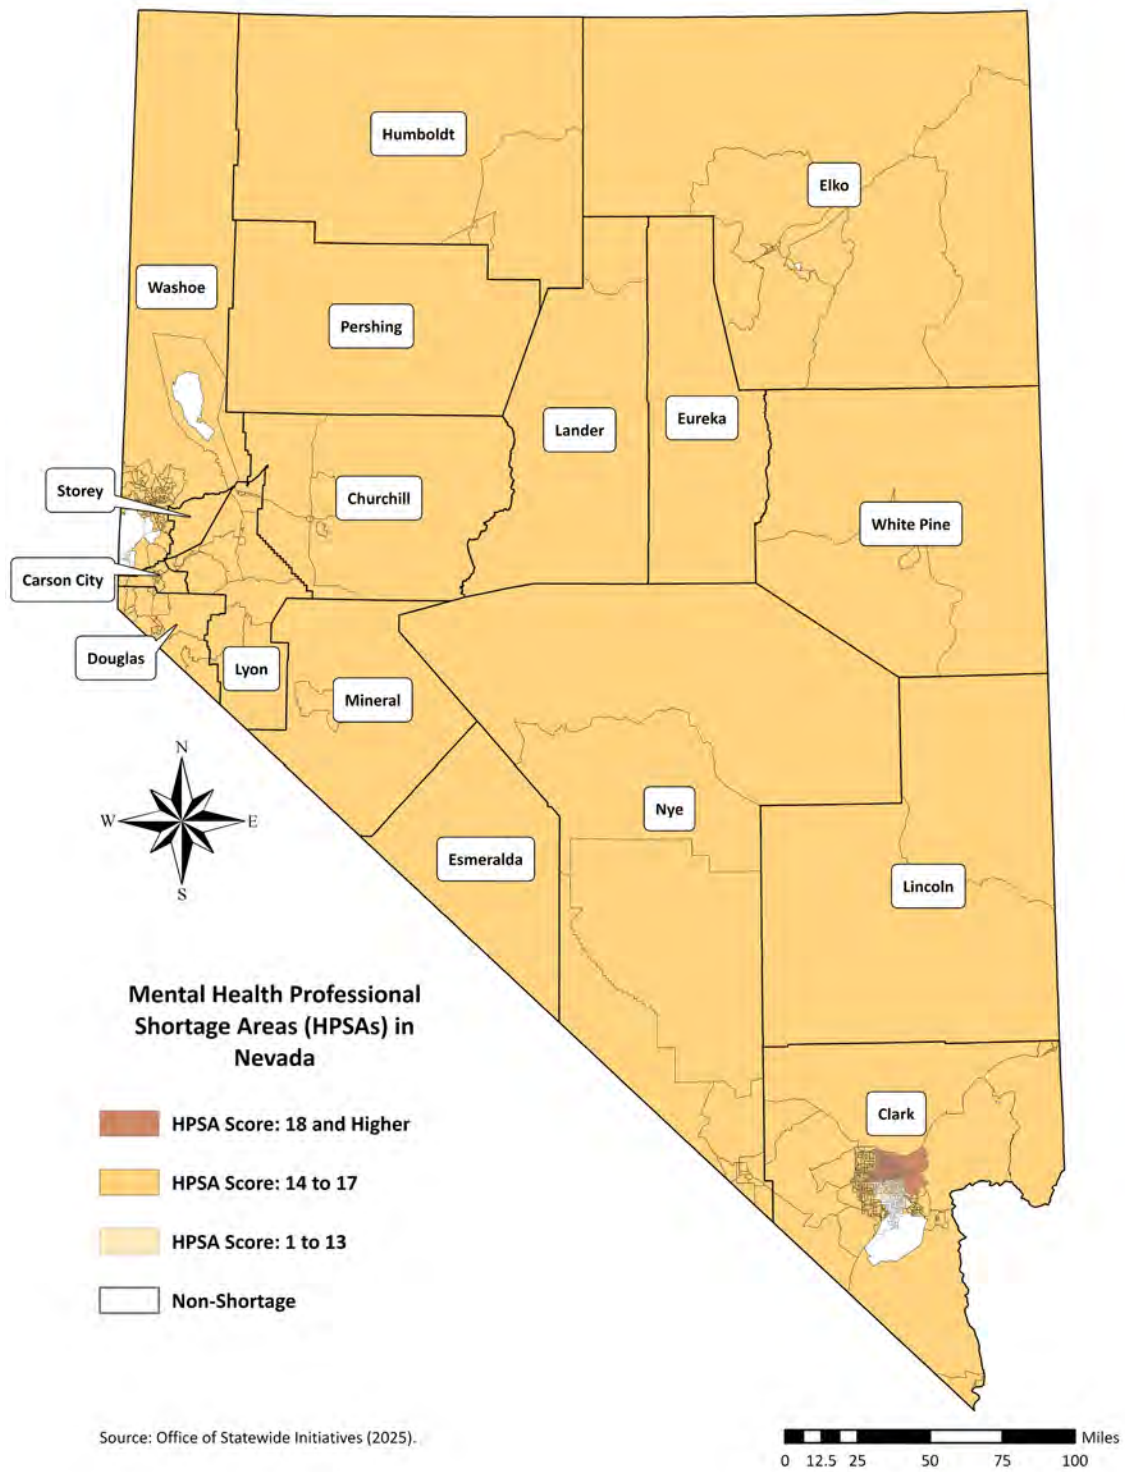 Humboldt
Elko
Washoe
Pershing
Lander
Eureka
Storey
Churchill
White Pine
Carson City
Douglas
Lyon
Mineral
N
W
E
S
Nye
Esmeralda
Lincoln
Mental Health Professional
Shortage Areas (HPSAs) in
Nevada
HPSA Score: 18 and Higher
HPSA Score: 14 to 17
HPSA Score: 1 to 13
Non-Shortage
Clark
Source: Office of Statewide Initiatives (2025).
Miles
0 12.5 25 50 75 100